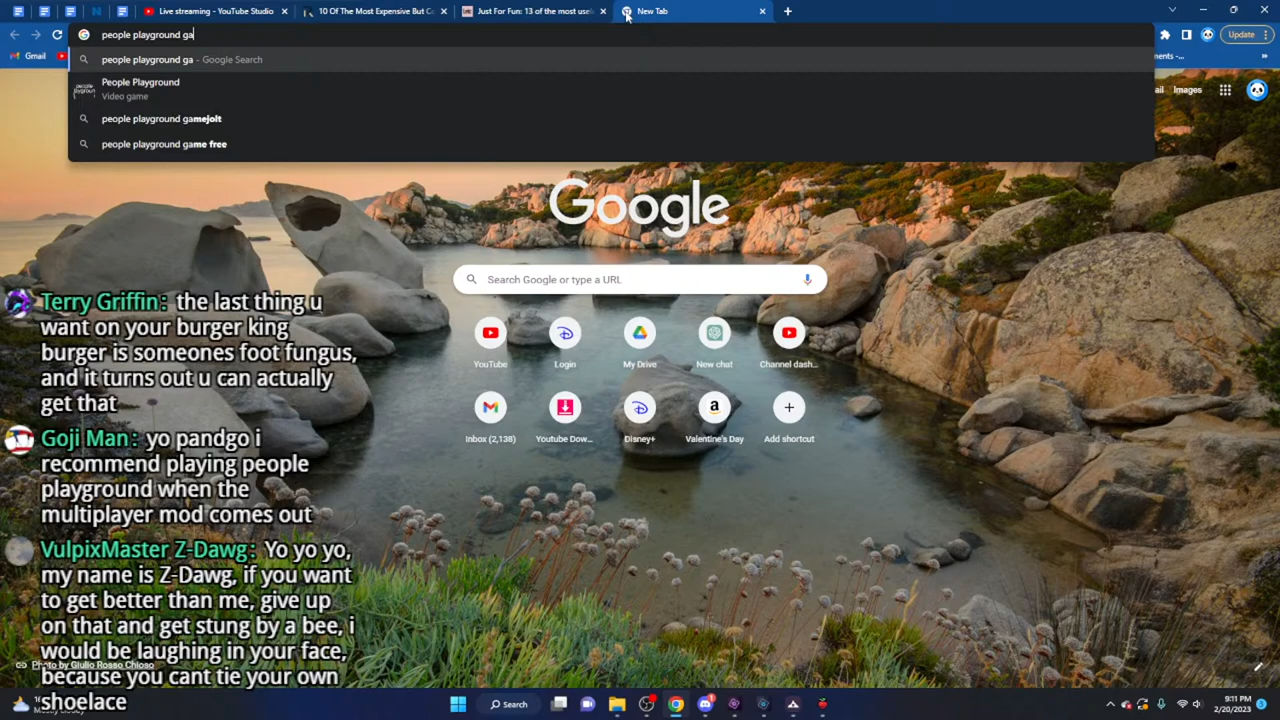 Live streaming - YouTube Studio
10 Of The Most Expensive But C
Just For Fun: 13 of the most usel
New Tab
people playground ga
Update
Gmail
people playground ga - Google Search
People Playground
Video game
people playground gamejolt
people playground game free
ail Images
Google
Search Google or type a URL
YouTube
Login
My Drive
New chat
Channel dash...
Inbox (2,138)
Youtube Dow...
Disney+
Valentine's Day
Add shortcut
Terry Griffin: the last thing u
want on your burger king
burger is someones foot fungus,
and it turns out u can actually
get that
Goji Man: yo pandgo i
recommend playing people
playground when the
multiplayer mod comes out
VulpixMaster Z-Dawg: Yo yo yo,
my name is Z-Dawg, if you want
to get better than me, give up
on that and get stung by a bee, i
would be laughing in your face,
because you cant tie your own
shoelace
Photo by Giulio Rosso Chioso
Search
9:11 PM
2/20/2023